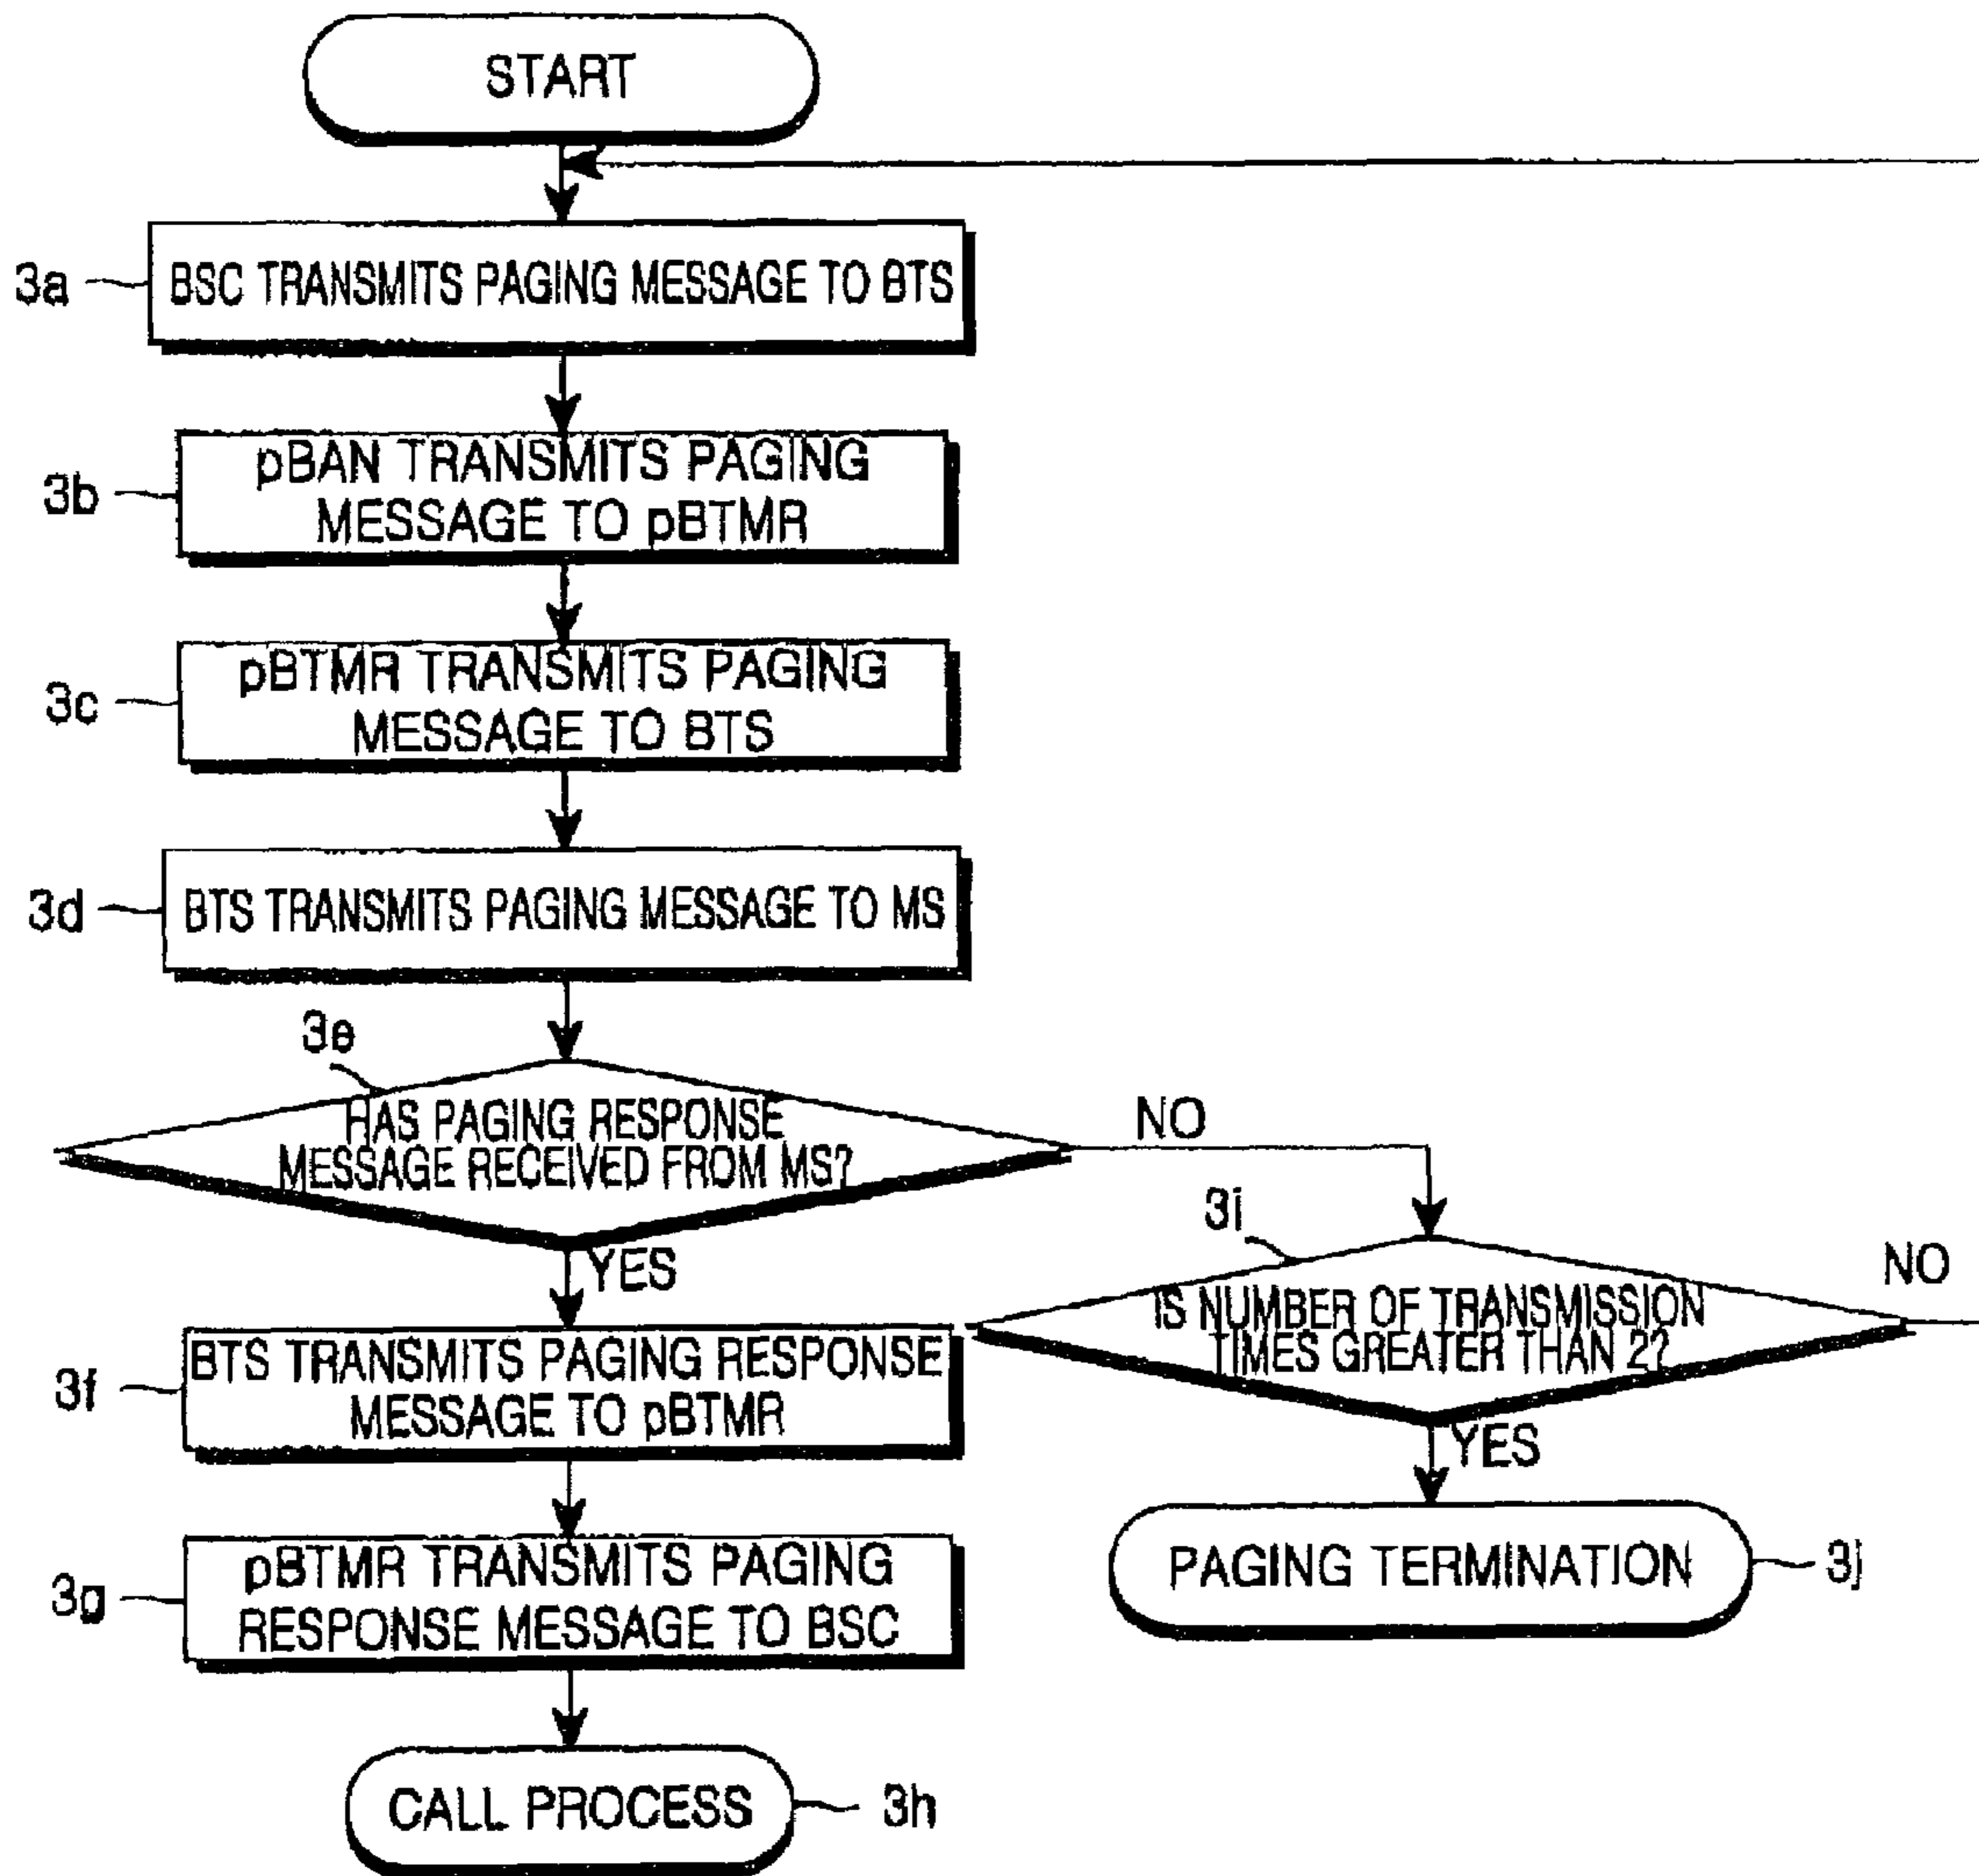 START
3a
BSC TRANSMITS PAGING MESSAGE TO BTS
3b
pBAN TRANSMITS PAGING
MESSAGE TO pBTMR
3c
pBTMR TRANSMITS PAGING
MESSAGE TO BTS
3d
BTS TRANSMITS PAGING MESSAGE TO MS
3e
HAS PAGING RESPONSE
MESSAGE RECEIVED FROM MS?
NO
YES
3i
IS NUMBER OF TRANSMISSION
TIMES GREATER THAN 2?
NO
YES
3f
BTS TRANSMITS PAGING RESPONSE
MESSAGE TO pBTMR
3g
pBTMR TRANSMITS PAGING
RESPONSE MESSAGE TO BSC
PAGING TERMINATION
3j
CALL PROCESS
3h